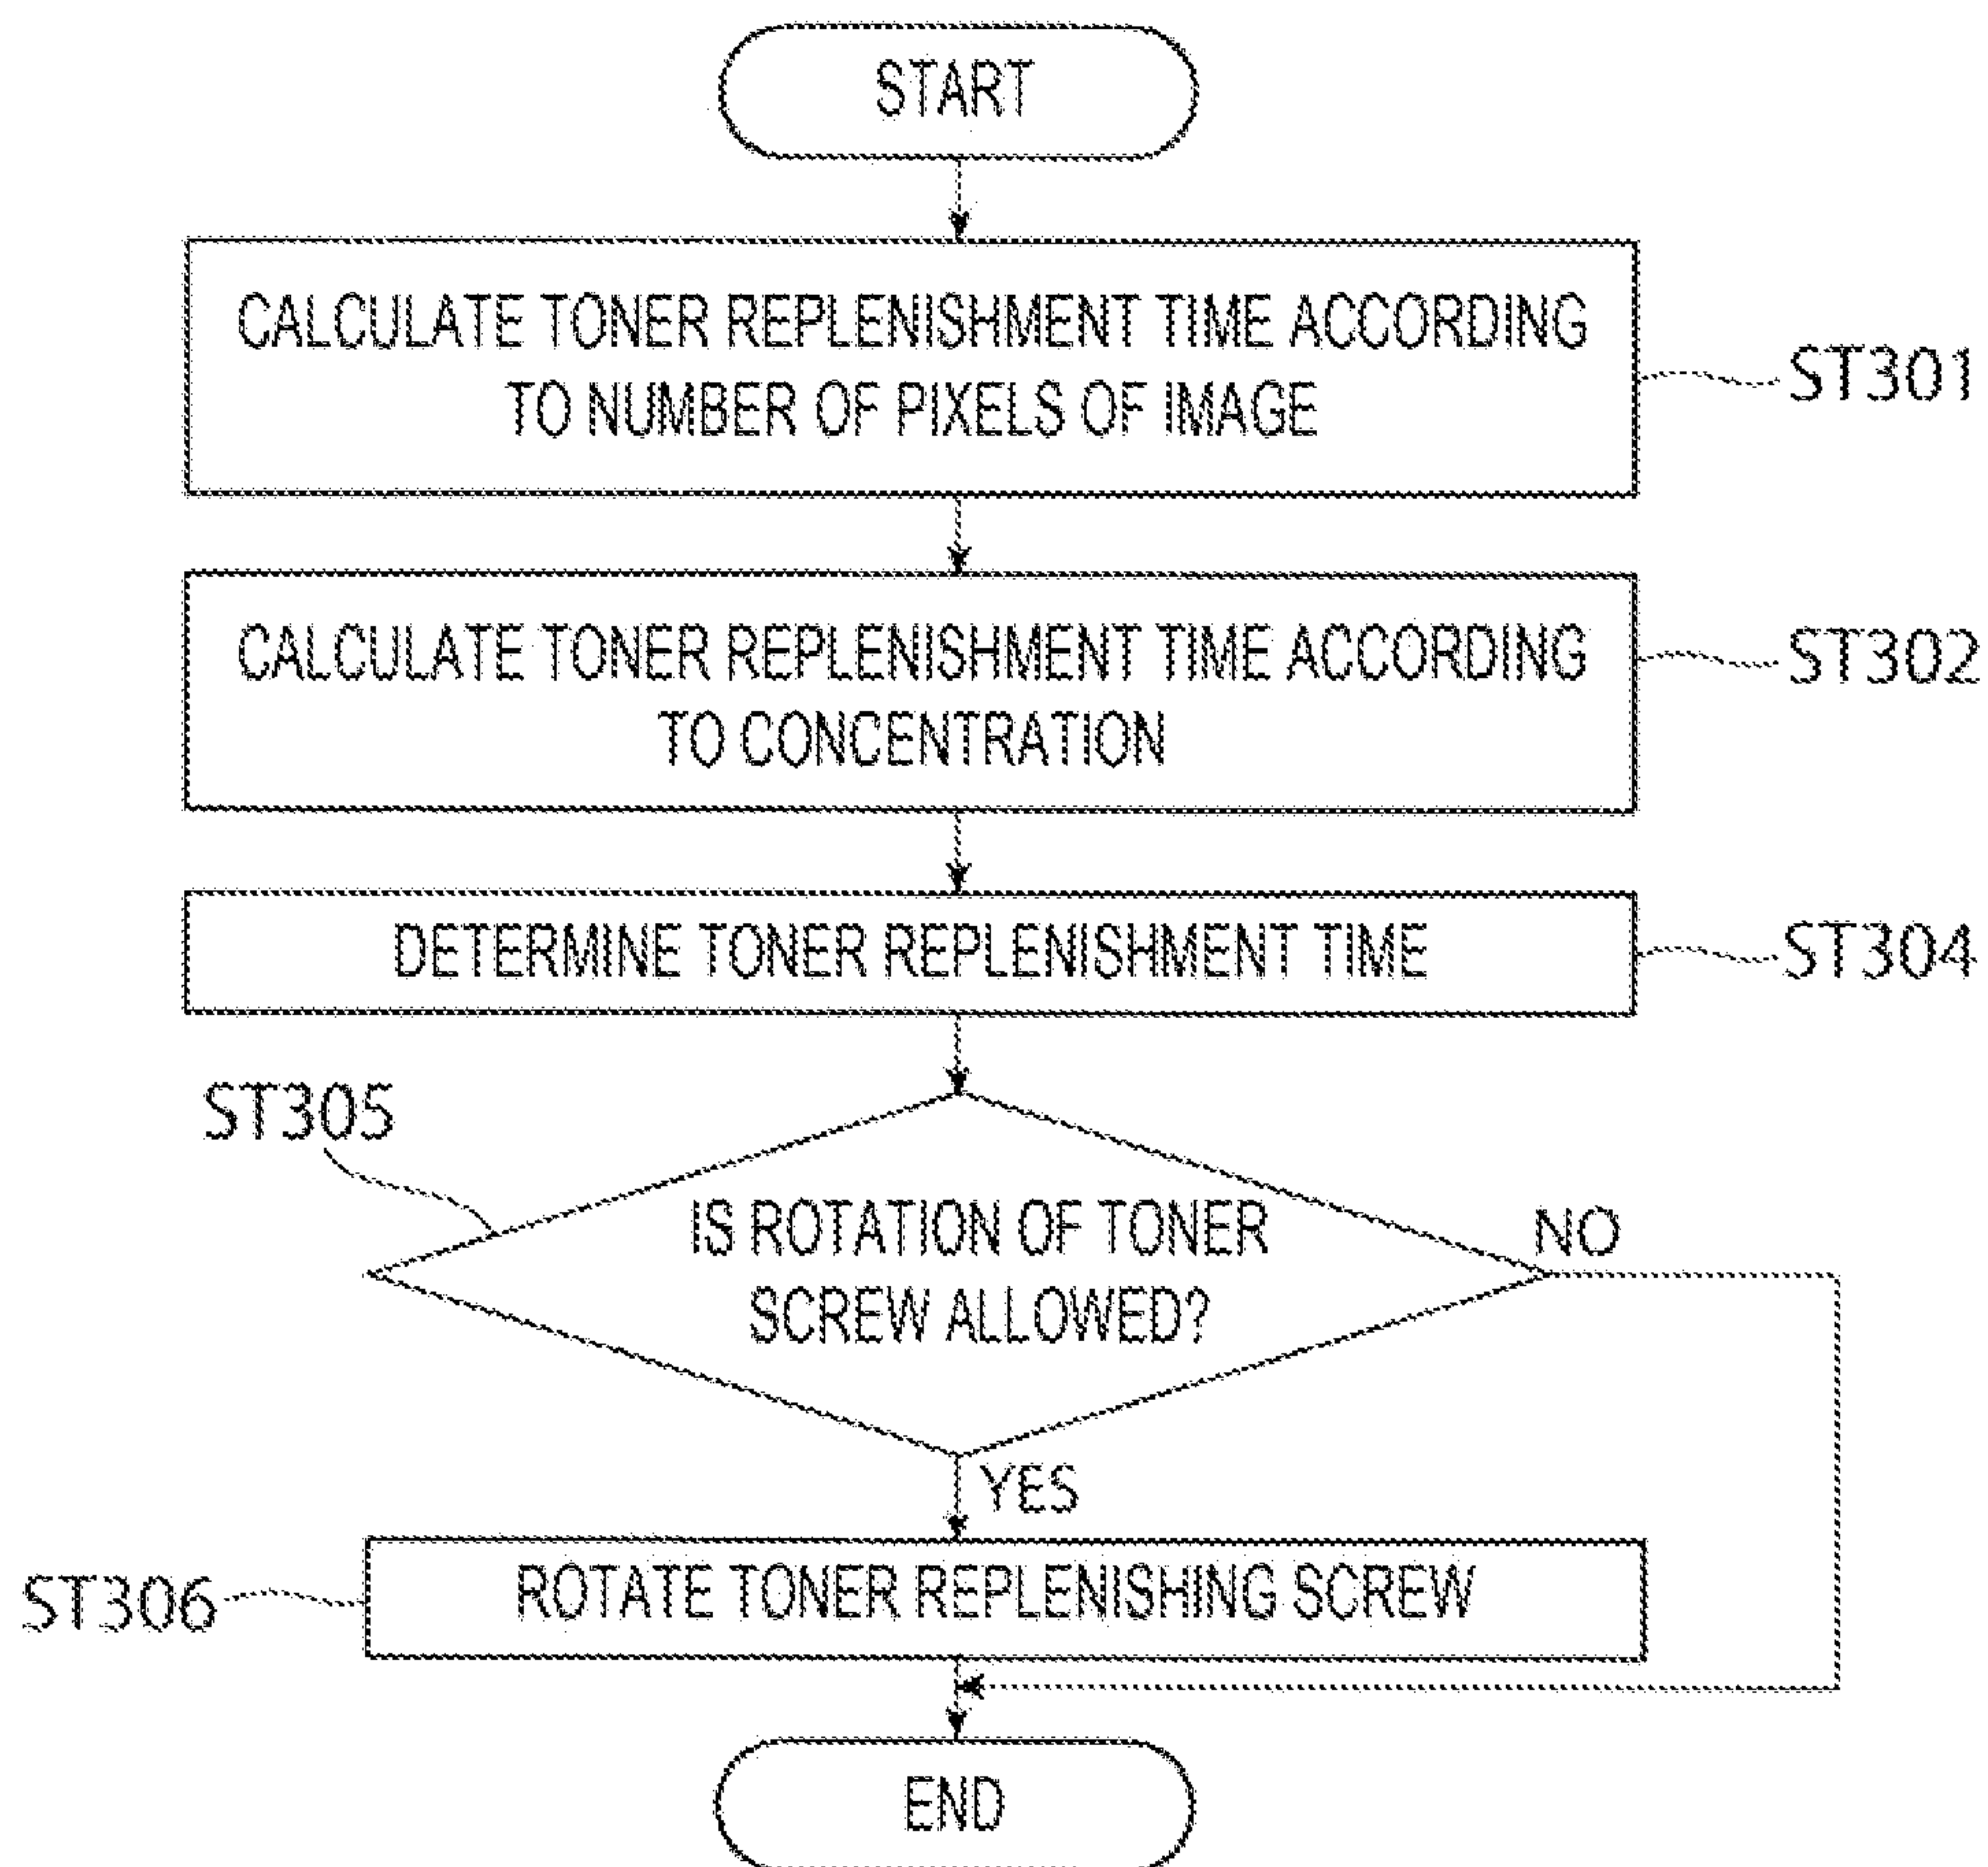 START
CALCULATE TONER REPLENISHMENT TIME ACCORDING
TO NUMBER OF PIXELS OF IMAGE
ST301
CALCULATE TONER REPLENISHMENT TIME ACCORDING
TO CONCENTRATION
ST302
DETERMINE TONER REPLENISHMENT TIME
ST304
ST305
IS ROTATION OF TONER
SCREW ALLOWED?
NO
YES
ROTATE TONER REPLENISHING SCREW
ST306
END